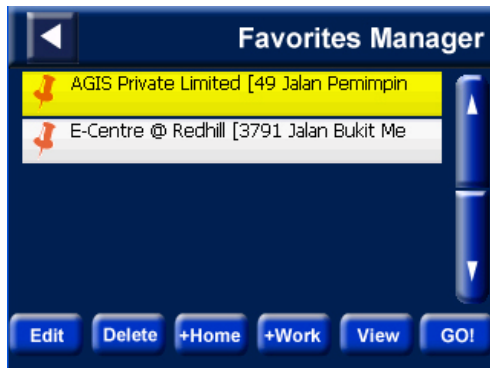 Favorites Manager
AGIS Private Limited [49 Jalan Pemimpin
E-Centre @ Redhill [3791 Jalan Bukit Me
Edit Delete +Home +Work View GO!